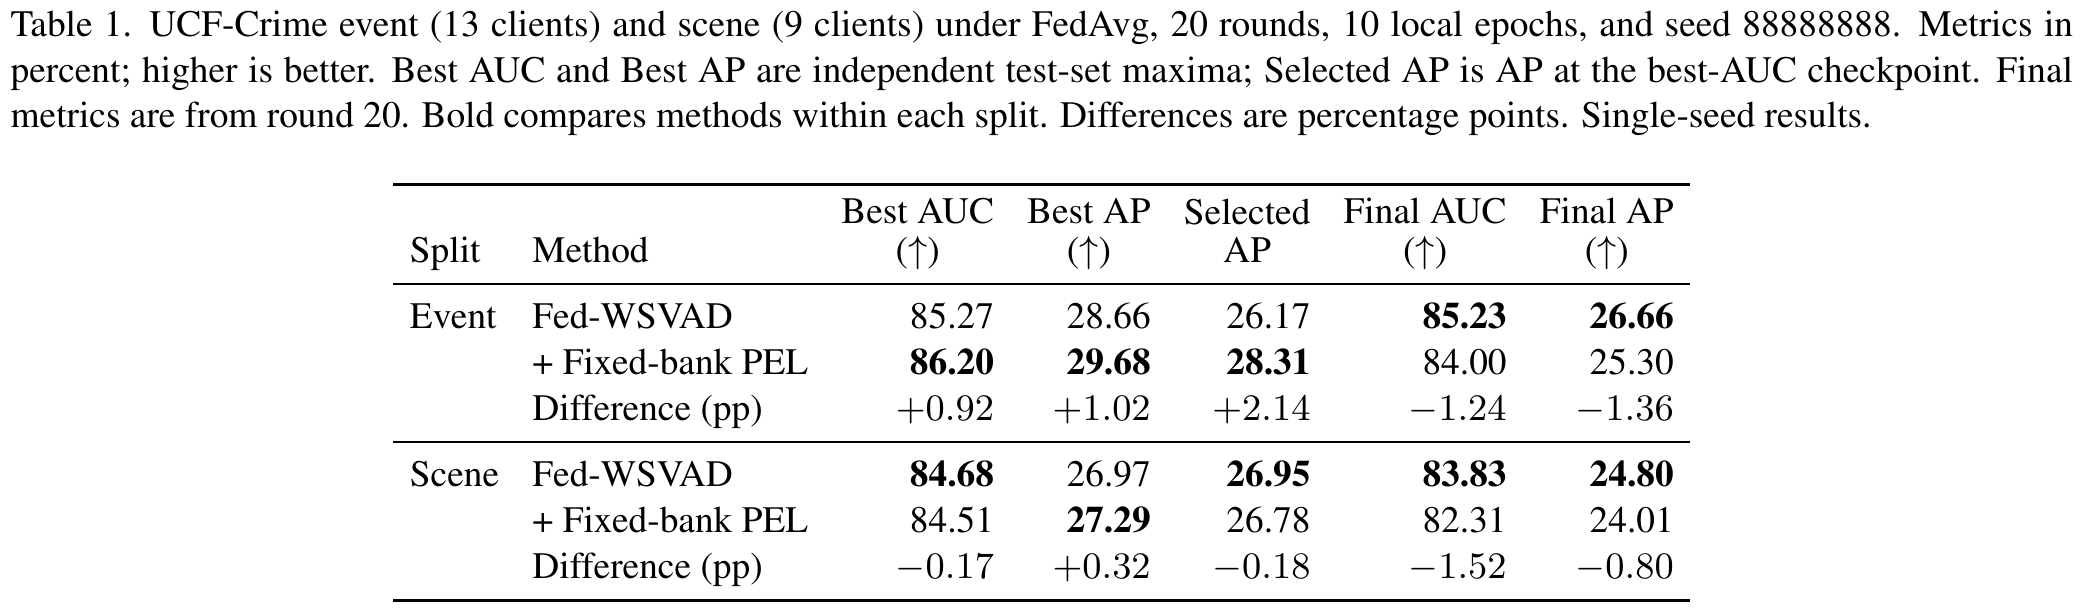 Table 1. UCF-Crime event (13 clients) and scene (9 clients) under FedAvg, 20 rounds, 10 local epochs, and seed 88888888. Metrics in
percent; higher is better. Best AUC and Best AP are independent test-set maxima; Selected AP is AP at the best-AUC checkpoint. Final
metrics are from round 20. Bold compares methods within each split. Differences are percentage points. Single-seed results.
Split Method Best AUC (↑) Best AP (↑) Selected AP Final AUC (↑) Final AP (↑)
Event Fed-WSVAD 85.27 28.66 26.17 85.23 26.66
+ Fixed-bank PEL 86.20 29.68 28.31 84.00 25.30
Difference (pp) +0.92 +1.02 +2.14 −1.24 −1.36
Scene Fed-WSVAD 84.68 26.97 26.95 83.83 24.80
+ Fixed-bank PEL 84.51 27.29 26.78 82.31 24.01
Difference (pp) −0.17 +0.32 −0.18 −1.52 −0.80